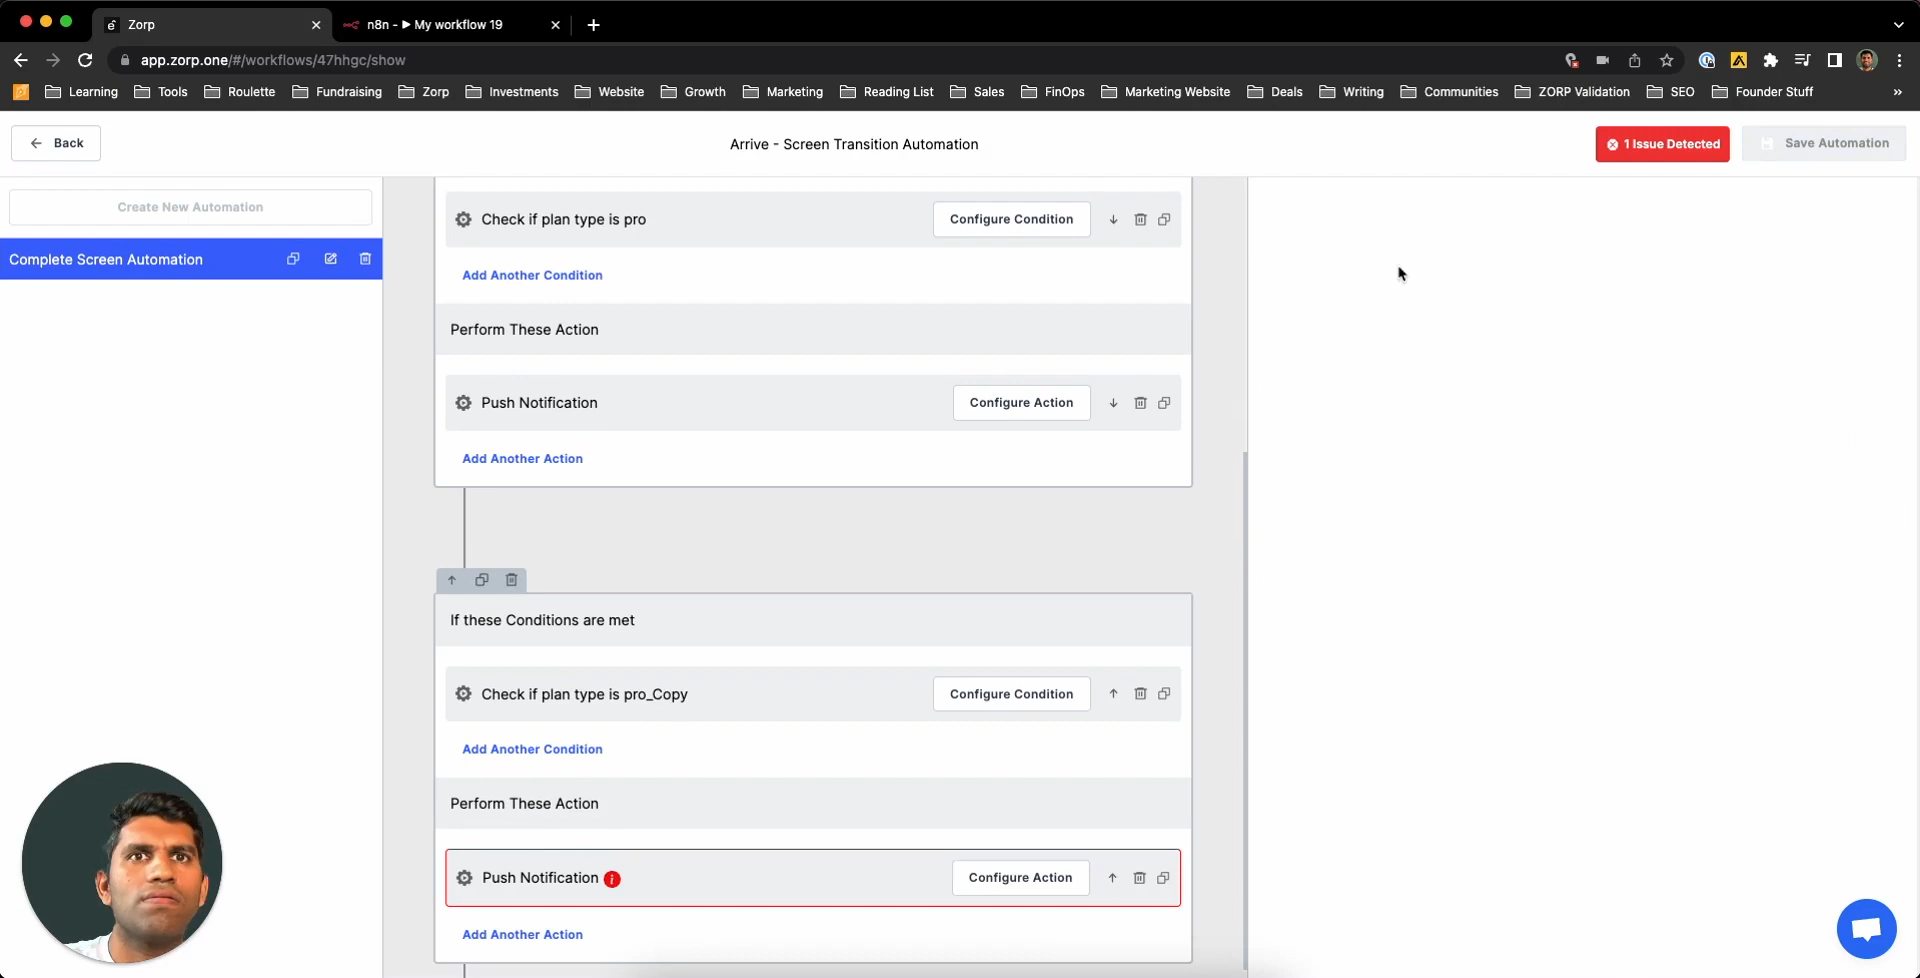 Zorp
n8n - ▶ My workflow 19
app.zorp.one/#/workflows/47hhgc/show
Learning
Tools
Roulette
Fundraising
Zorp
Investments
Website
Growth
Marketing
Reading List
Sales
FinOps
Marketing Website
Deals
Writing
Communities
ZORP Validation
SEO
Founder Stuff
»
Back
Arrive - Screen Transition Automation
1 Issue Detected
Save Automation
Create New Automation
Complete Screen Automation
Check if plan type is pro
Configure Condition
Add Another Condition
Perform These Action
Push Notification
Configure Action
Add Another Action
If these Conditions are met
Check if plan type is pro_Copy
Configure Condition
Add Another Condition
Perform These Action
Push Notification
Configure Action
Add Another Action